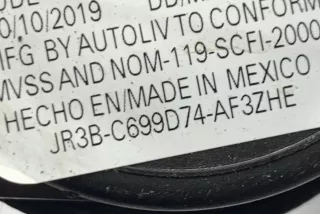 0/10/2019
MFG BY AUTOLIV TO CONFORM
MVSS AND NOM-119-SCFI-2000
HECHO EN/MADE IN MEXICO
JR3B-C699D74-AF3ZHE